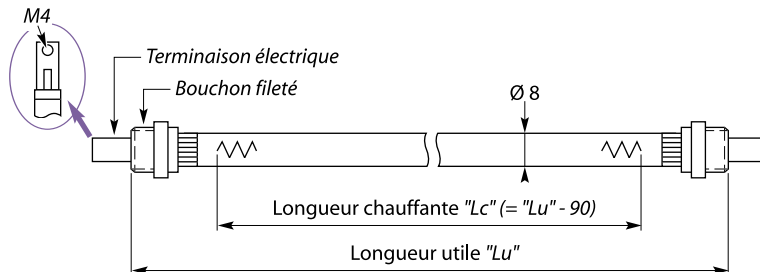 M4
Terminaison électrique
Bouchon fileté
Ø 8
Longueur chauffante "Lc" (= "Lu" - 90)
Longueur utile "Lu"